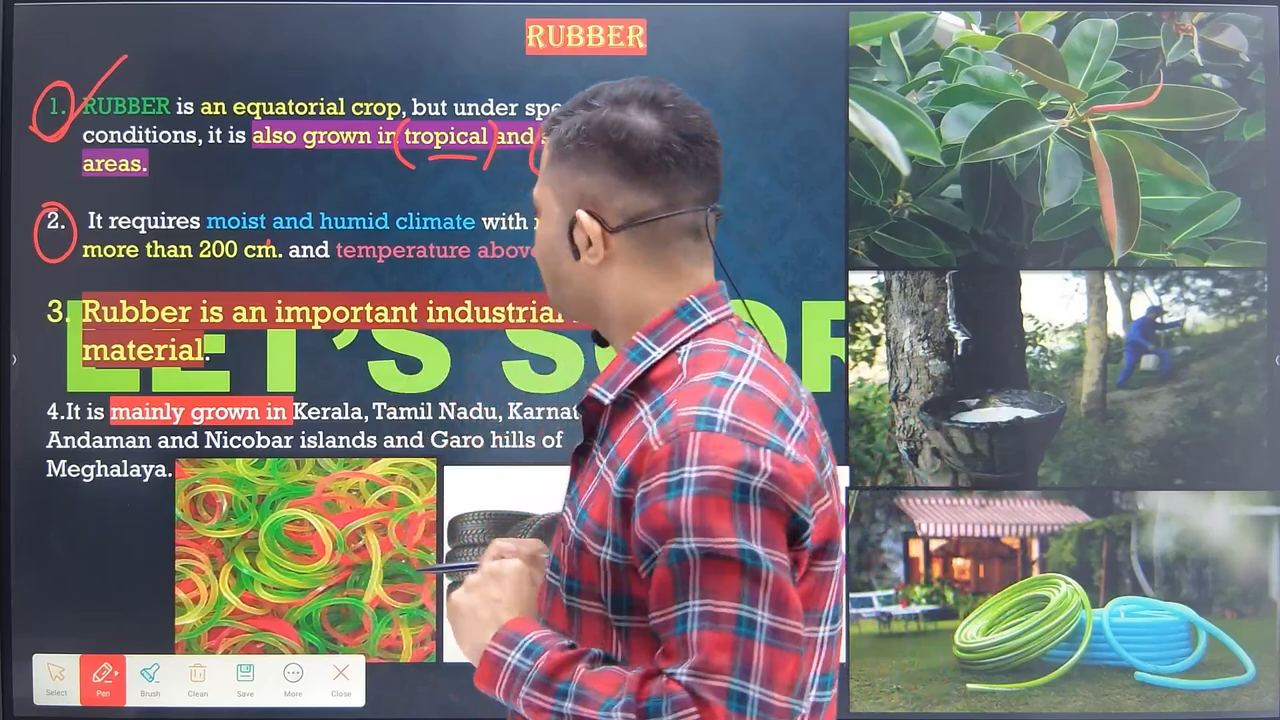 RUBBER
1. RUBBER is an equatorial crop, but under
conditions, it is also grown in tropical and
areas.
2. It requires moist and humid climate with
more than 200 cm. and temperature
3. Rubber is an important industrial
material.
LET'S
4.It is mainly grown in Kerala, Tamil Nadu,
Andaman and Nicobar islands and Garo hills of
Meghalaya.
Select Pen Brush Clean Save More Close